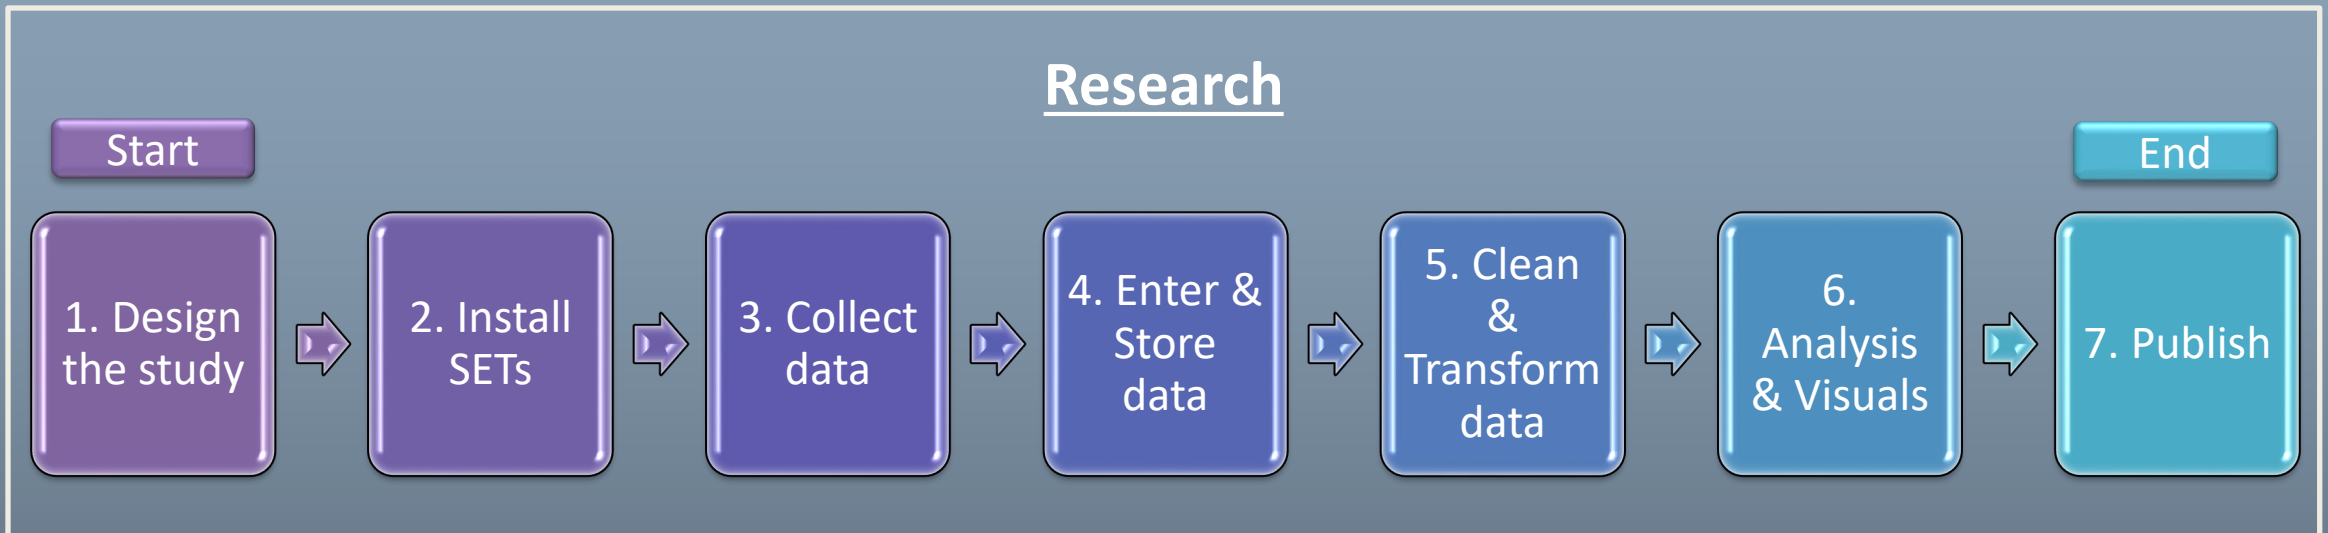 Research
Start
End
1. Design
the study
2. Install
SETs
3. Collect
data
4. Enter &
Store
data
5. Clean
&
Transform
data
6.
Analysis
& Visuals
7. Publish